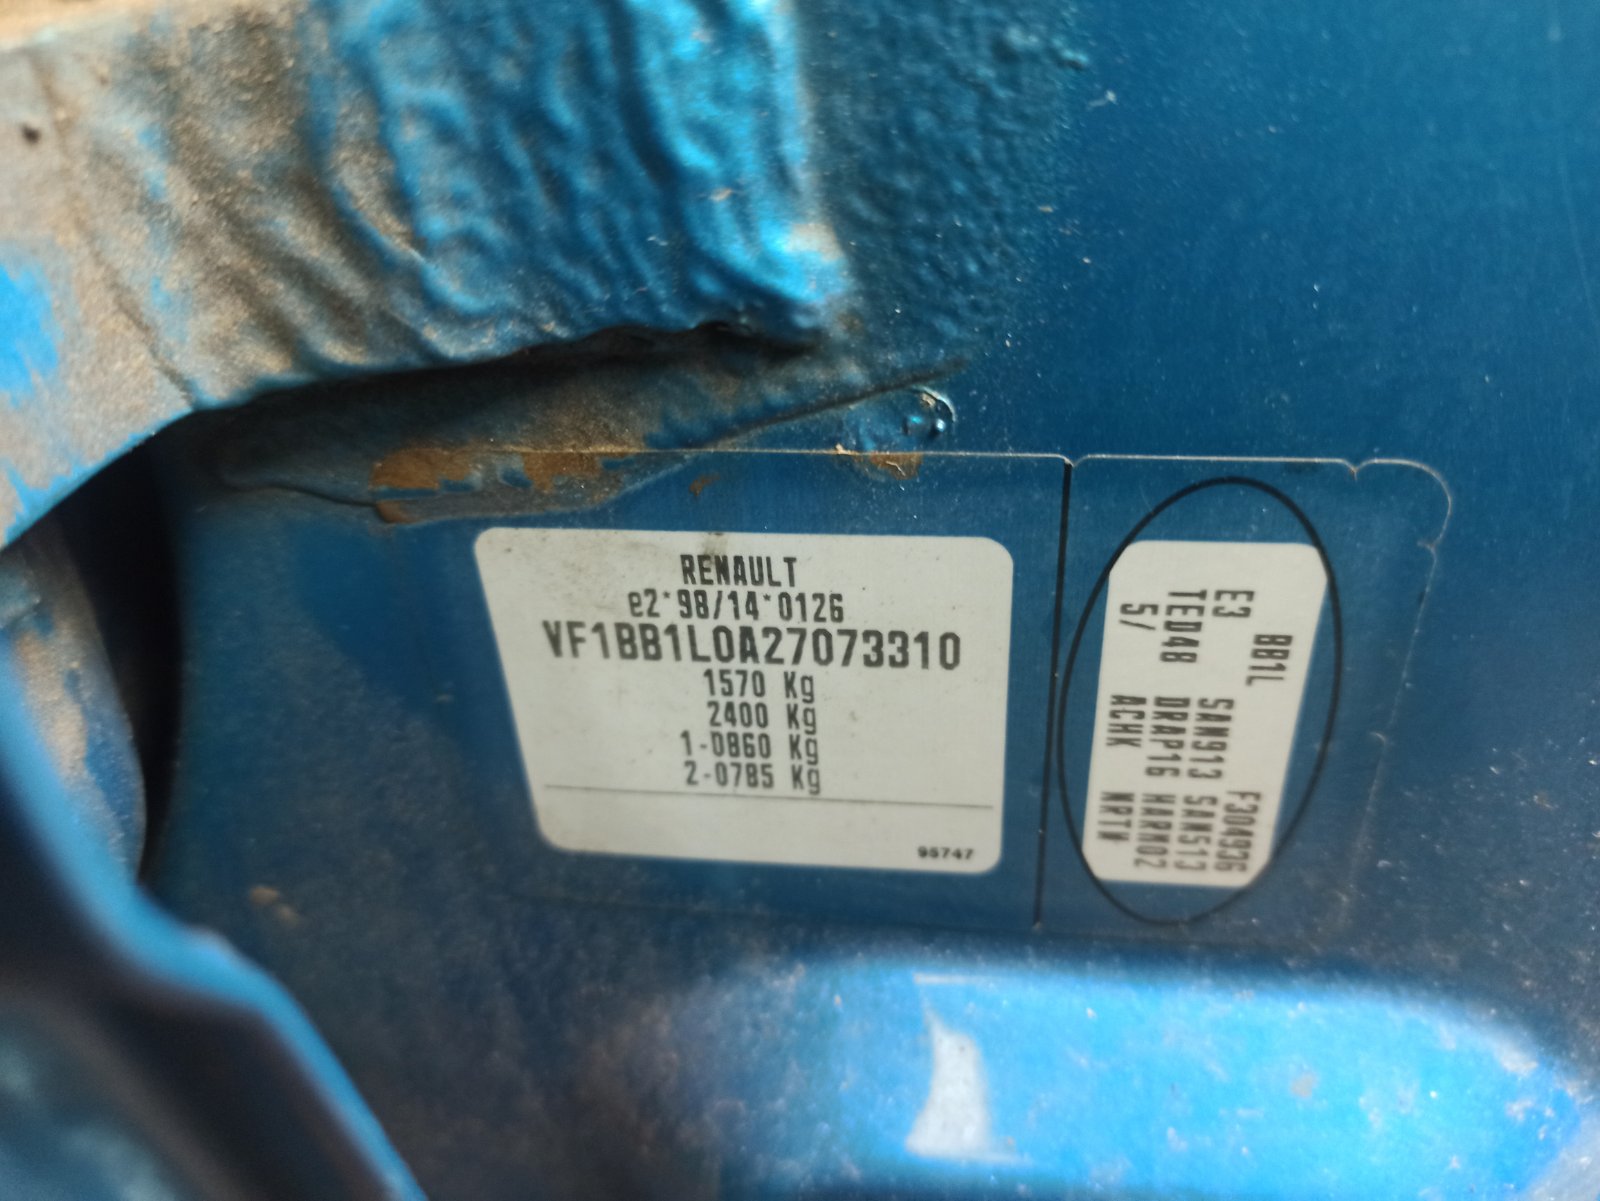 RENAULT
e2*98/14*0126
VF1BB1L0A27073310
1570 Kg
2400 Kg
1-0860 Kg
2-0785 Kg
95747
BB1L F304936
E3 SAN913 SAN513
TED48 DRAP16 HARM02
5/ ACHK NRTW